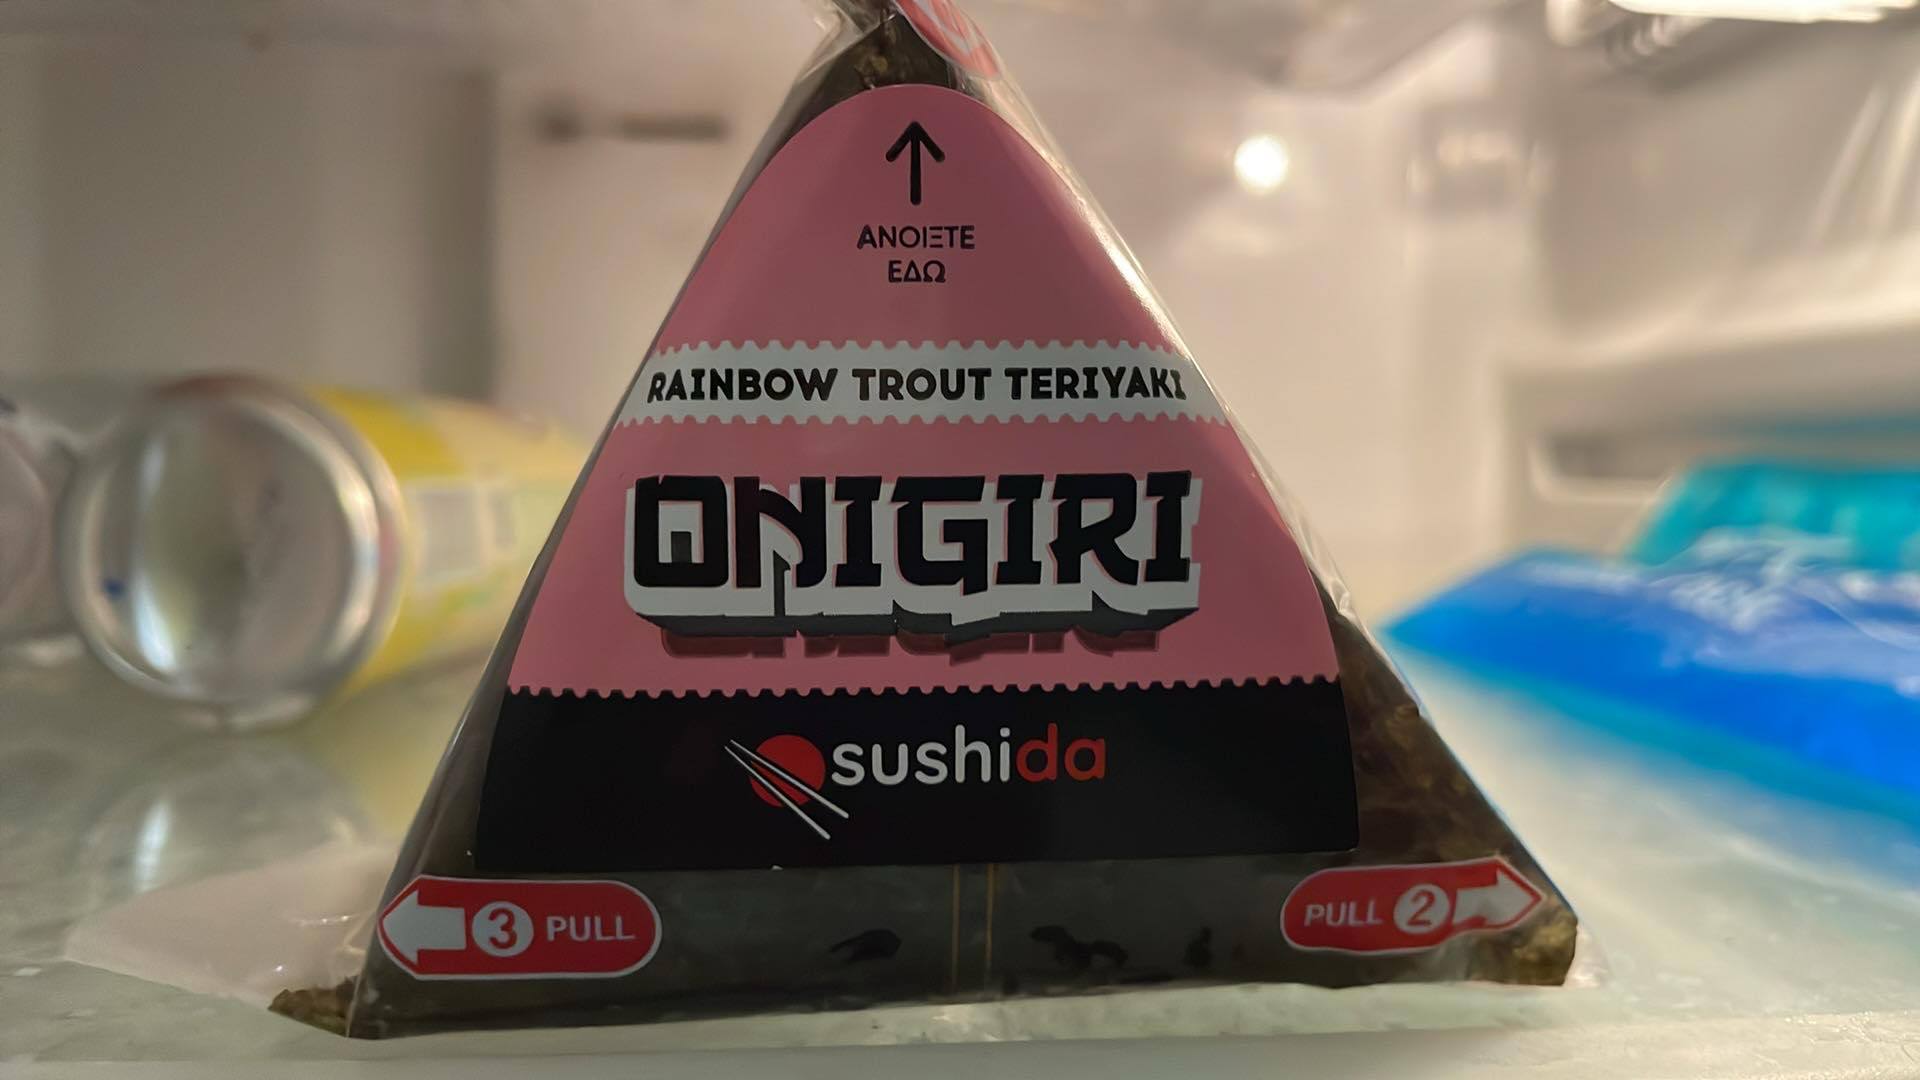 ΑΝΟΙΞΤΕ
ΕΔΩ
RAINBOW TROUT TERIYAKI
ONIGIRI
sushida
3 PULL
PULL 2